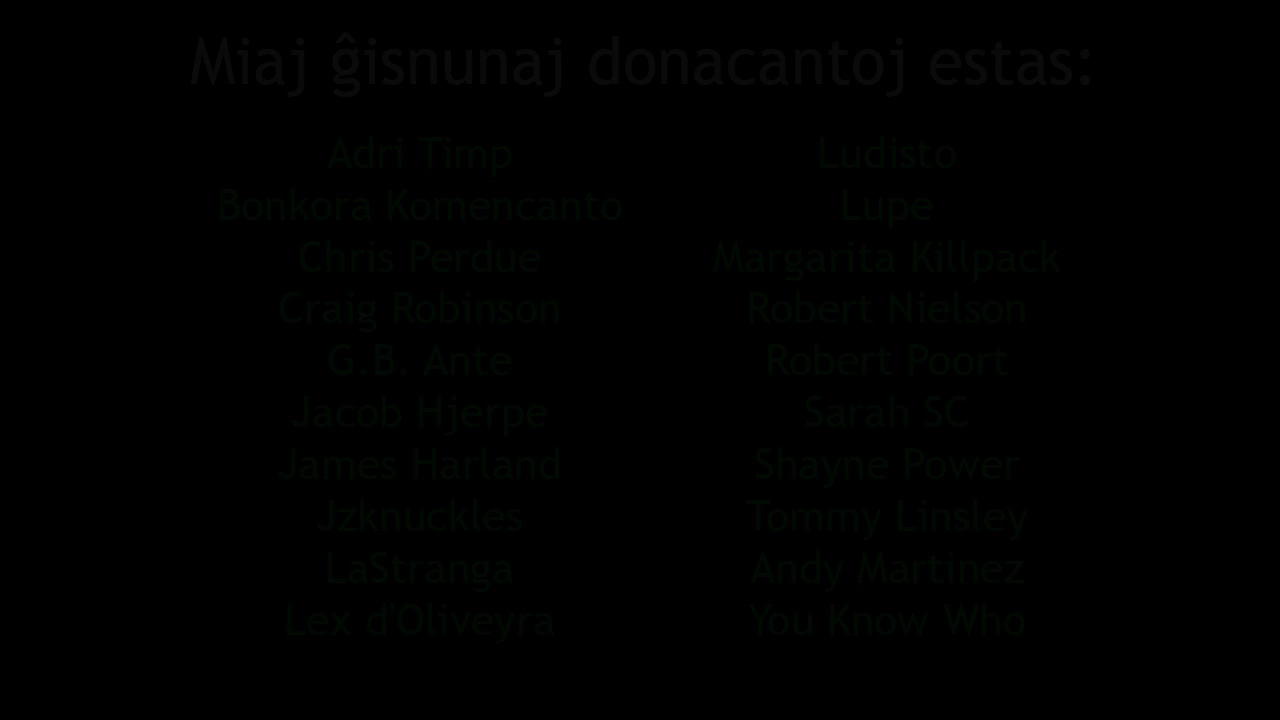 Miaj ĝisnunaj donacantoj estas:
Adri Timp
Bonkora Komencanto
Chris Perdue
Craig Robinson
G.B. Ante
Jacob Hjerpe
James Harland
Jzknuckles
LaStranga
Lex d'Oliveyra
Ludisto
Lupe
Margarita Killpack
Robert Nielson
Robert Poort
Sarah SC
Shayne Power
Tommy Linsley
Andy Martinez
You Know Who